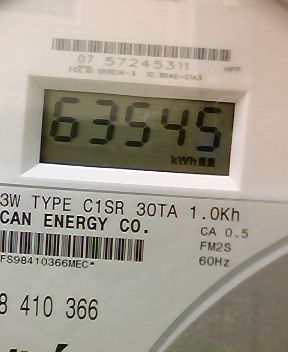 07 57245311
HPP
63545
kWh
3W TYPE C1SR 30TA 1.0Kh
CAN ENERGY CO.
CA 0.5
FM2S
60Hz
FS98410366MEC*
8 410 366